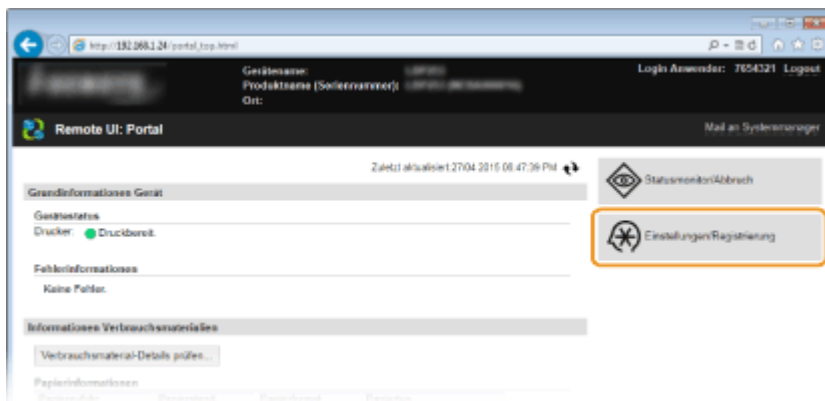 http://192.168.1.24/portal_top.html
Gerätename:
Login Anwender: 7654321 Logout
Produktname (Seriennummer):
Ort:
Remote UI: Portal
Mail an Systemmanager
Zuletzt aktualisiert:27/04 2015 08:47:39 PM
Statusmonitor/Abbruch
Grundinformationen Gerät
Gerätestatus
Drucker: Druckbereit.
Einstellungen/Registrierung
Fehlerinformationen
Keine Fehler.
Informationen Verbrauchsmaterialien
Verbrauchsmaterial-Details prüfen...
Papierinformationen